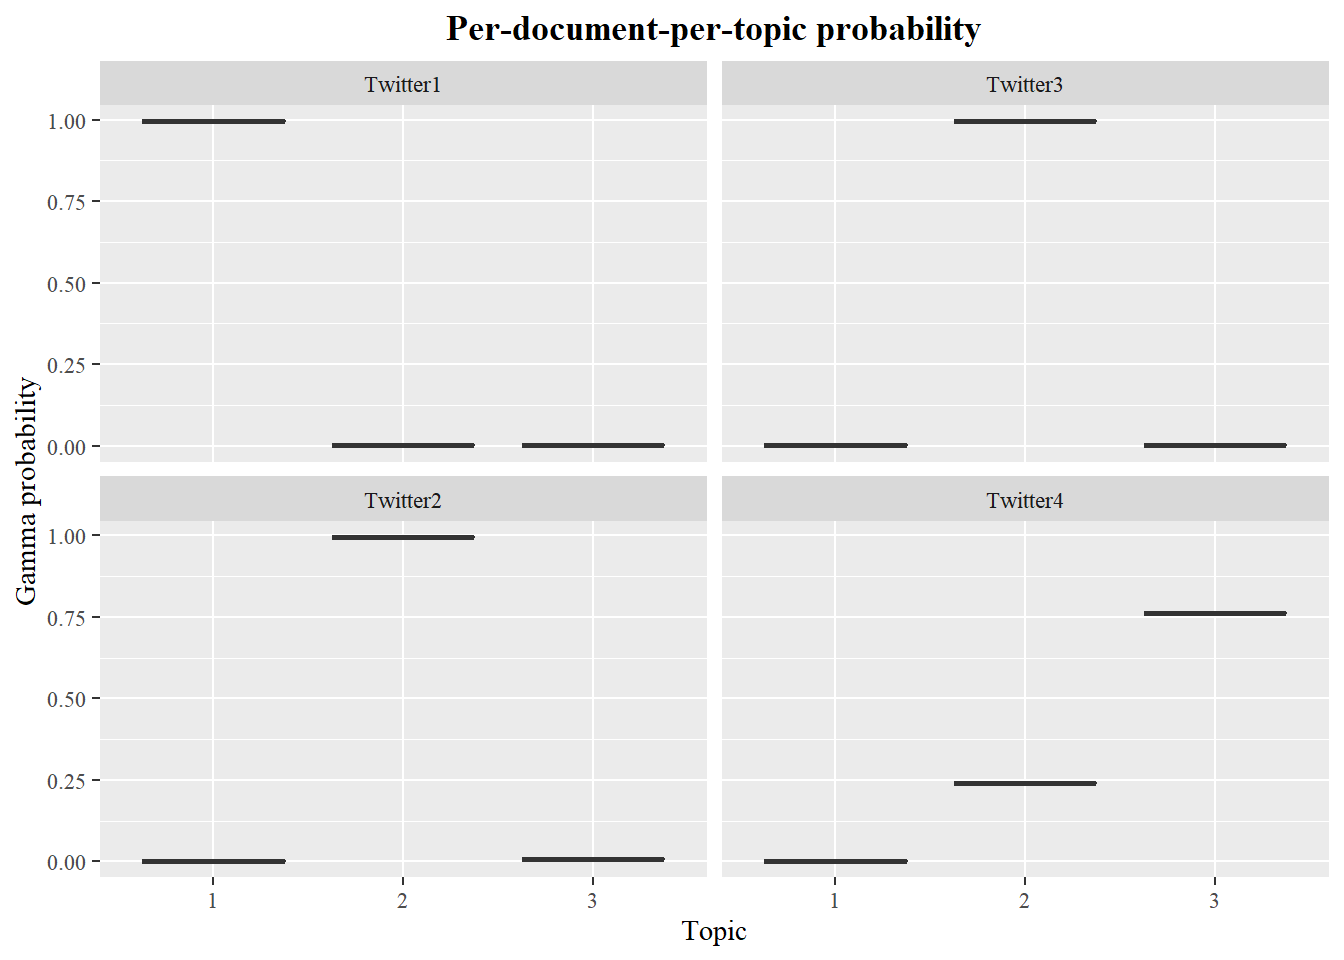 Per-document-per-topic probability
Twitter1
Twitter3
1.00
0.75
0.50
0.25
0.00
Twitter2
Twitter4
1.00
0.75
0.50
0.25
0.00
Gamma probability
1 2 3 1 2 3
Topic